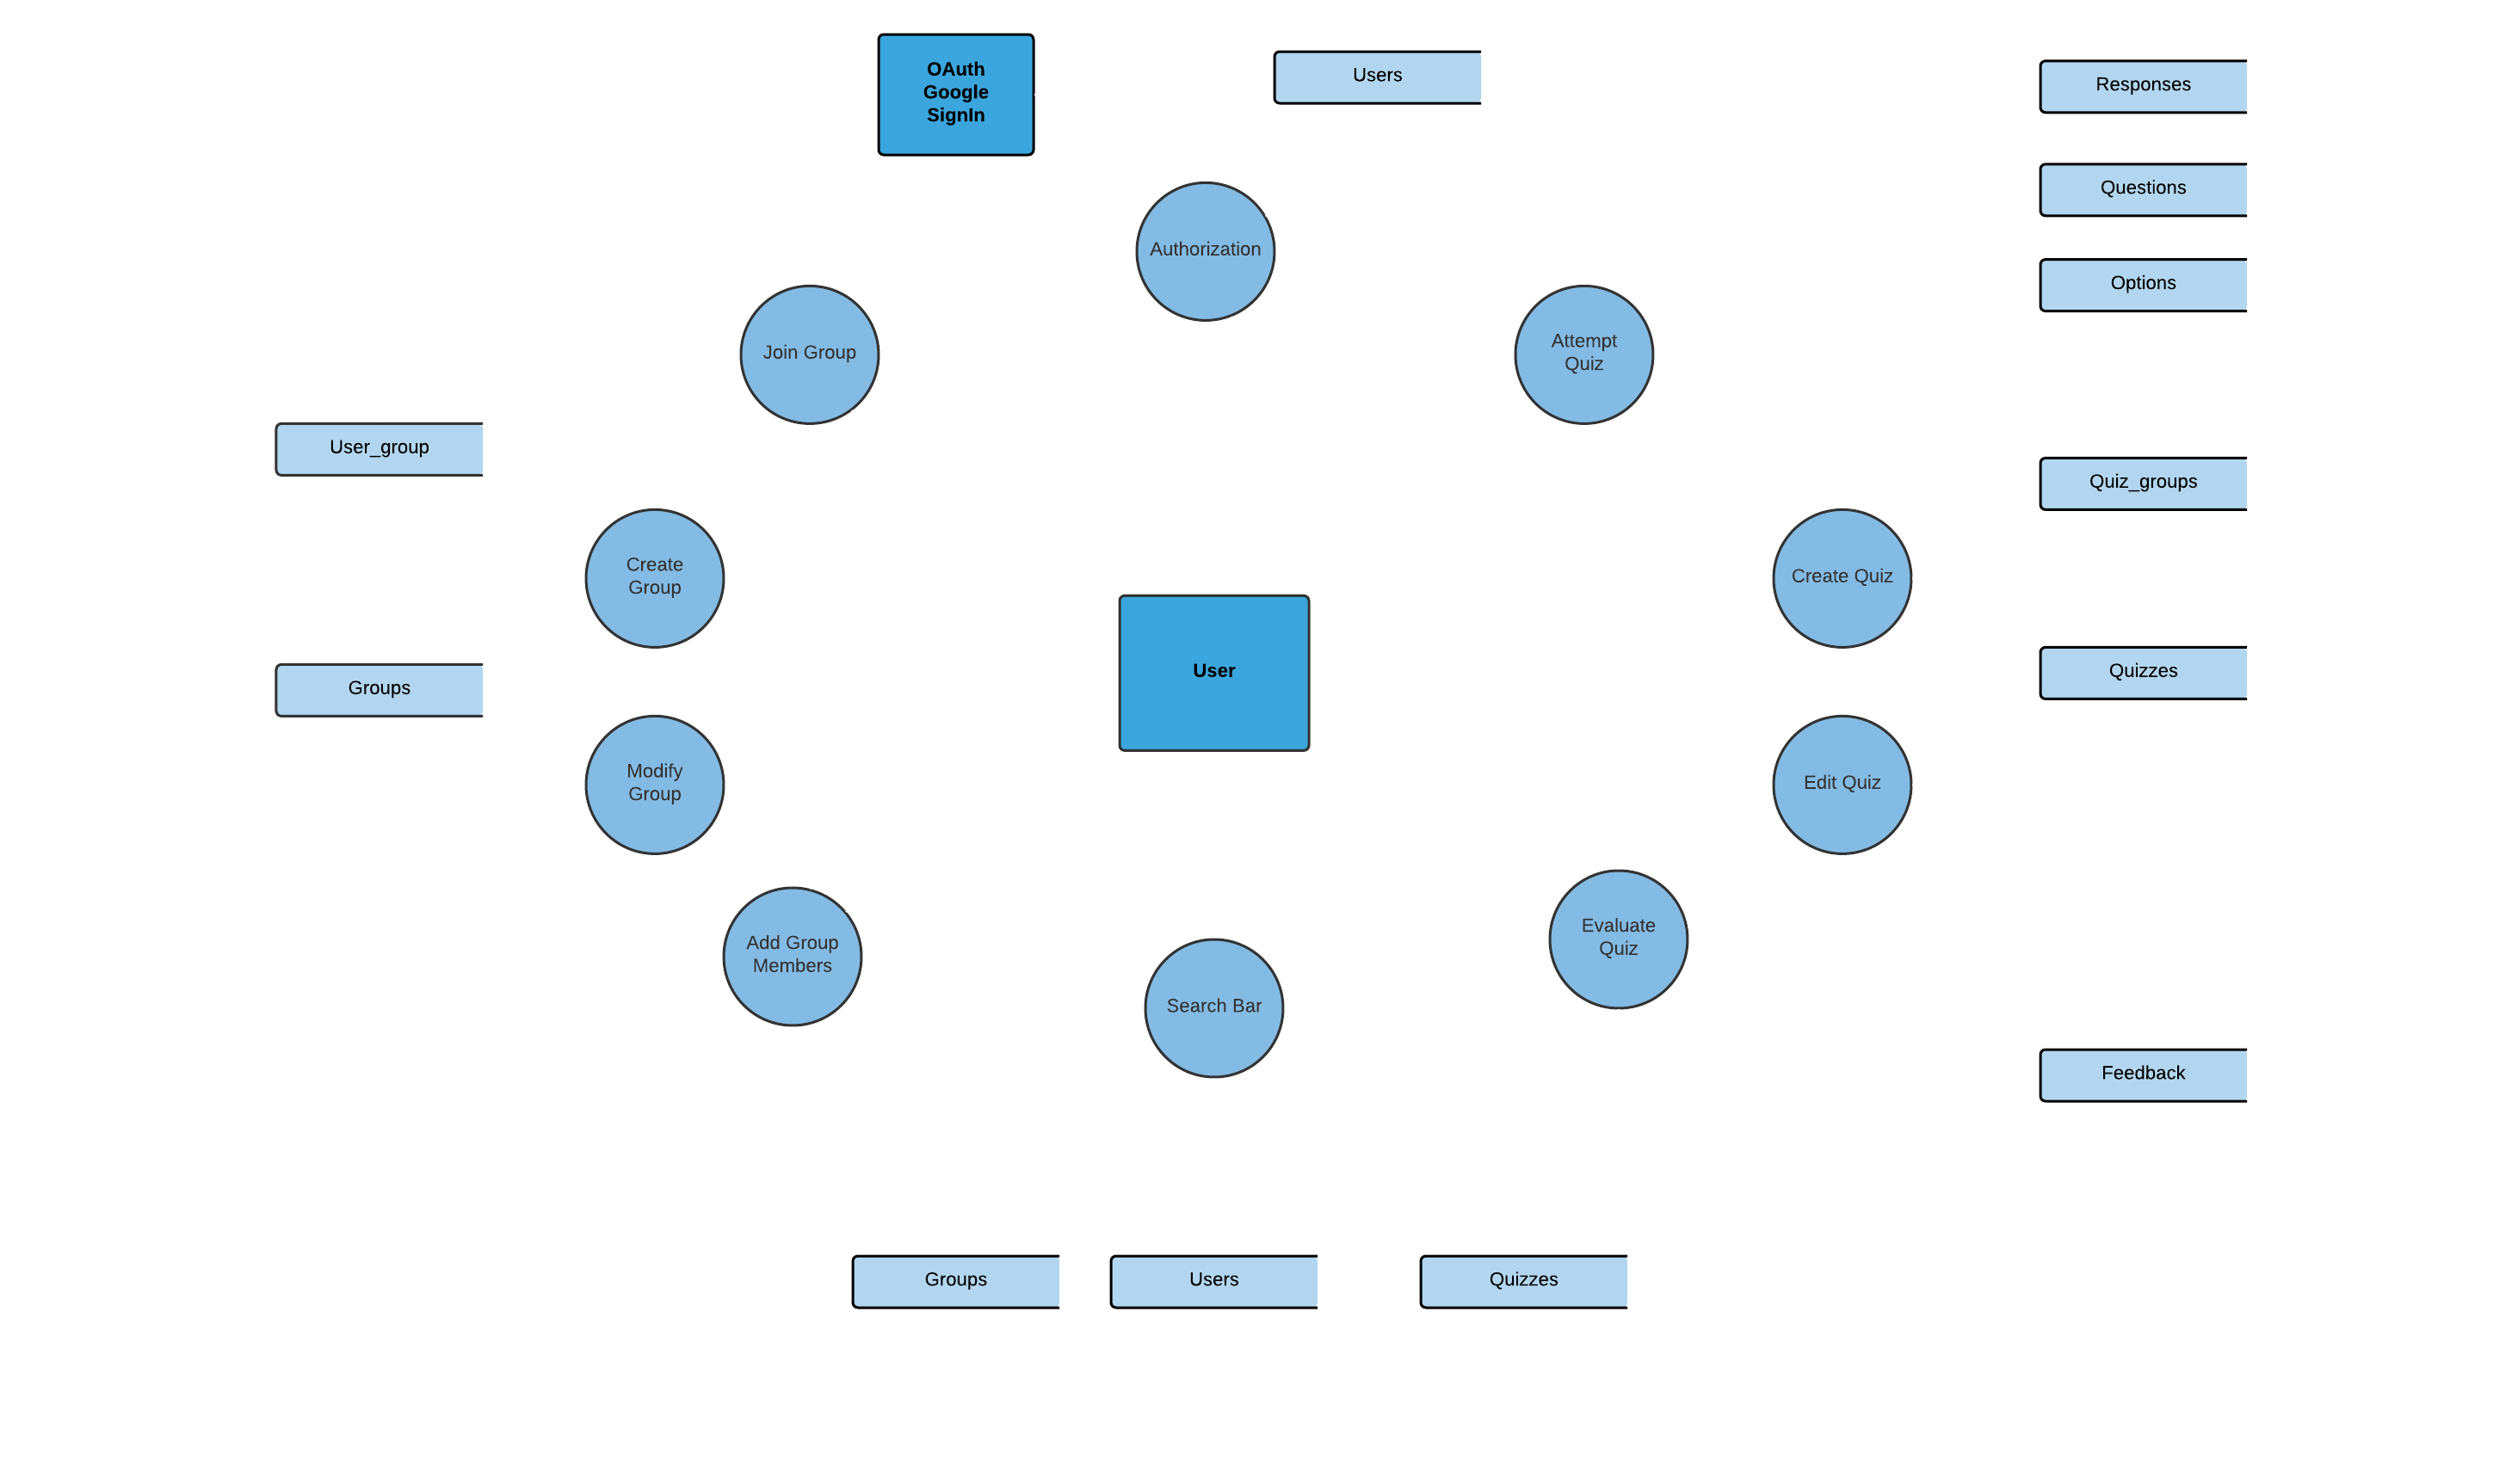 OAuth
Google
SignIn
Users
Responses
Questions
Options
Authorization
Join Group
Attempt
Quiz
User_group
Quiz_groups
Create
Group
Create Quiz
User
Quizzes
Groups
Modify
Group
Edit Quiz
Add Group
Members
Evaluate
Quiz
Search Bar
Feedback
Groups
Users
Quizzes